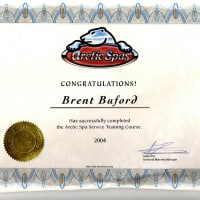 Arctic Spas
CONGRATULATIONS!
Brent Buford
Has successfully completed
the Arctic Spa Service Training Course.
2004